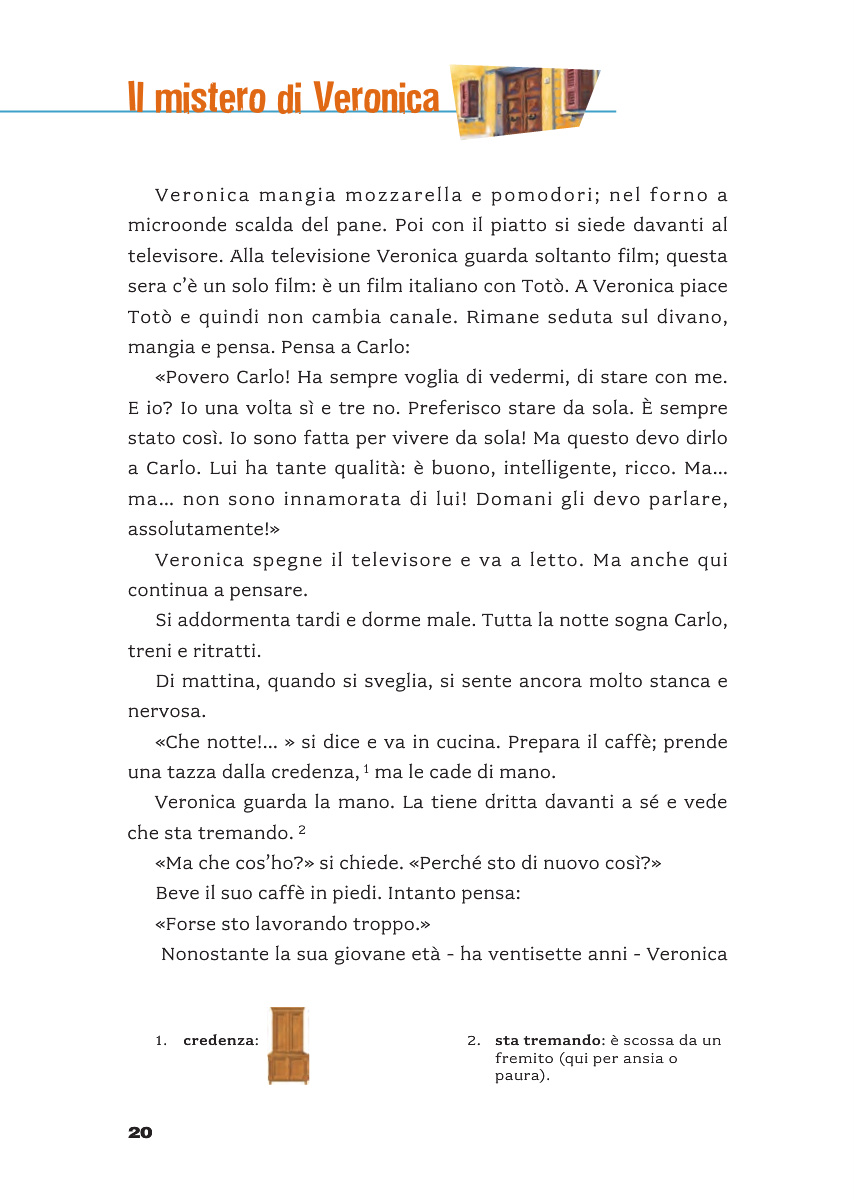 Il mistero di Veronica
Veronica mangia mozzarella e pomodori; nel forno a
microonde scalda del pane. Poi con il piatto si siede davanti al
televisore. Alla televisione Veronica guarda soltanto film; questa
sera c’è un solo film: è un film italiano con Totò. A Veronica piace
Totò e quindi non cambia canale. Rimane seduta sul divano,
mangia e pensa. Pensa a Carlo:
«Povero Carlo! Ha sempre voglia di vedermi, di stare con me.
E io? Io una volta sì e tre no. Preferisco stare da sola. È sempre
stato così. Io sono fatta per vivere da sola! Ma questo devo dirlo
a Carlo. Lui ha tante qualità: è buono, intelligente, ricco. Ma...
ma... non sono innamorata di lui! Domani gli devo parlare,
assolutamente!»
Veronica spegne il televisore e va a letto. Ma anche qui
continua a pensare.
Si addormenta tardi e dorme male. Tutta la notte sogna Carlo,
treni e ritratti.
Di mattina, quando si sveglia, si sente ancora molto stanca e
nervosa.
«Che notte!... » si dice e va in cucina. Prepara il caffè; prende
una tazza dalla credenza, 1 ma le cade di mano.
Veronica guarda la mano. La tiene dritta davanti a sé e vede
che sta tremando. 2
«Ma che cos’ho?» si chiede. «Perché sto di nuovo così?»
Beve il suo caffè in piedi. Intanto pensa:
«Forse sto lavorando troppo.»
Nonostante la sua giovane età - ha ventisette anni - Veronica
1. credenza:
2. sta tremando: è scossa da un
fremito (qui per ansia o
paura).
20